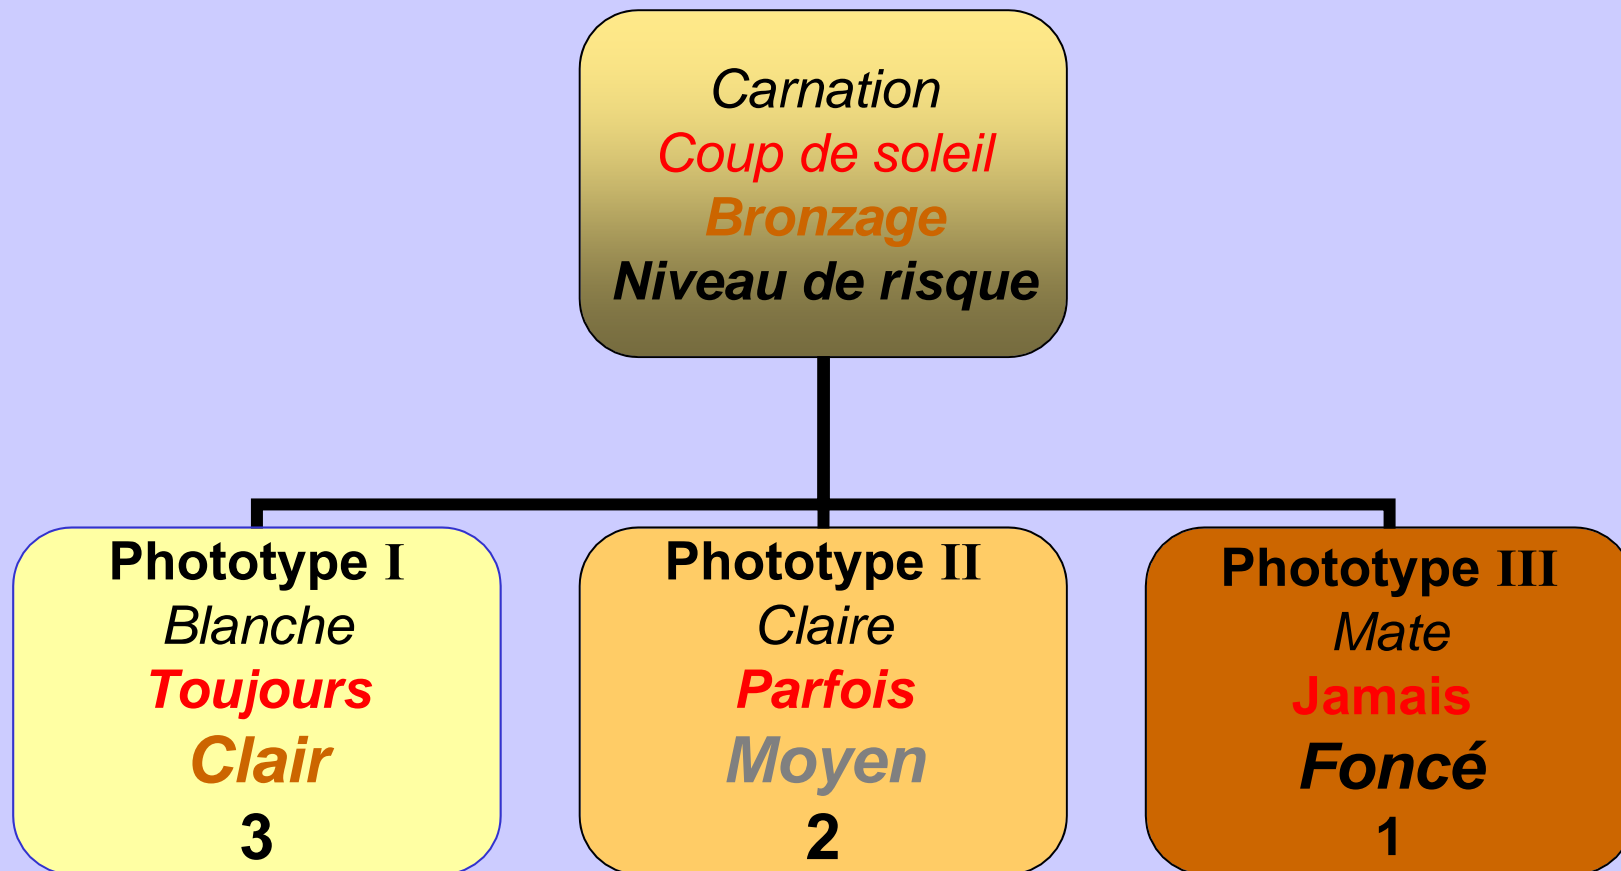 Carnation
Coup de soleil
Bronzage
Niveau de risque
Phototype I
Blanche
Toujours
Clair
3
Phototype II
Claire
Parfois
Moyen
2
Phototype III
Mate
Jamais
Foncé
1